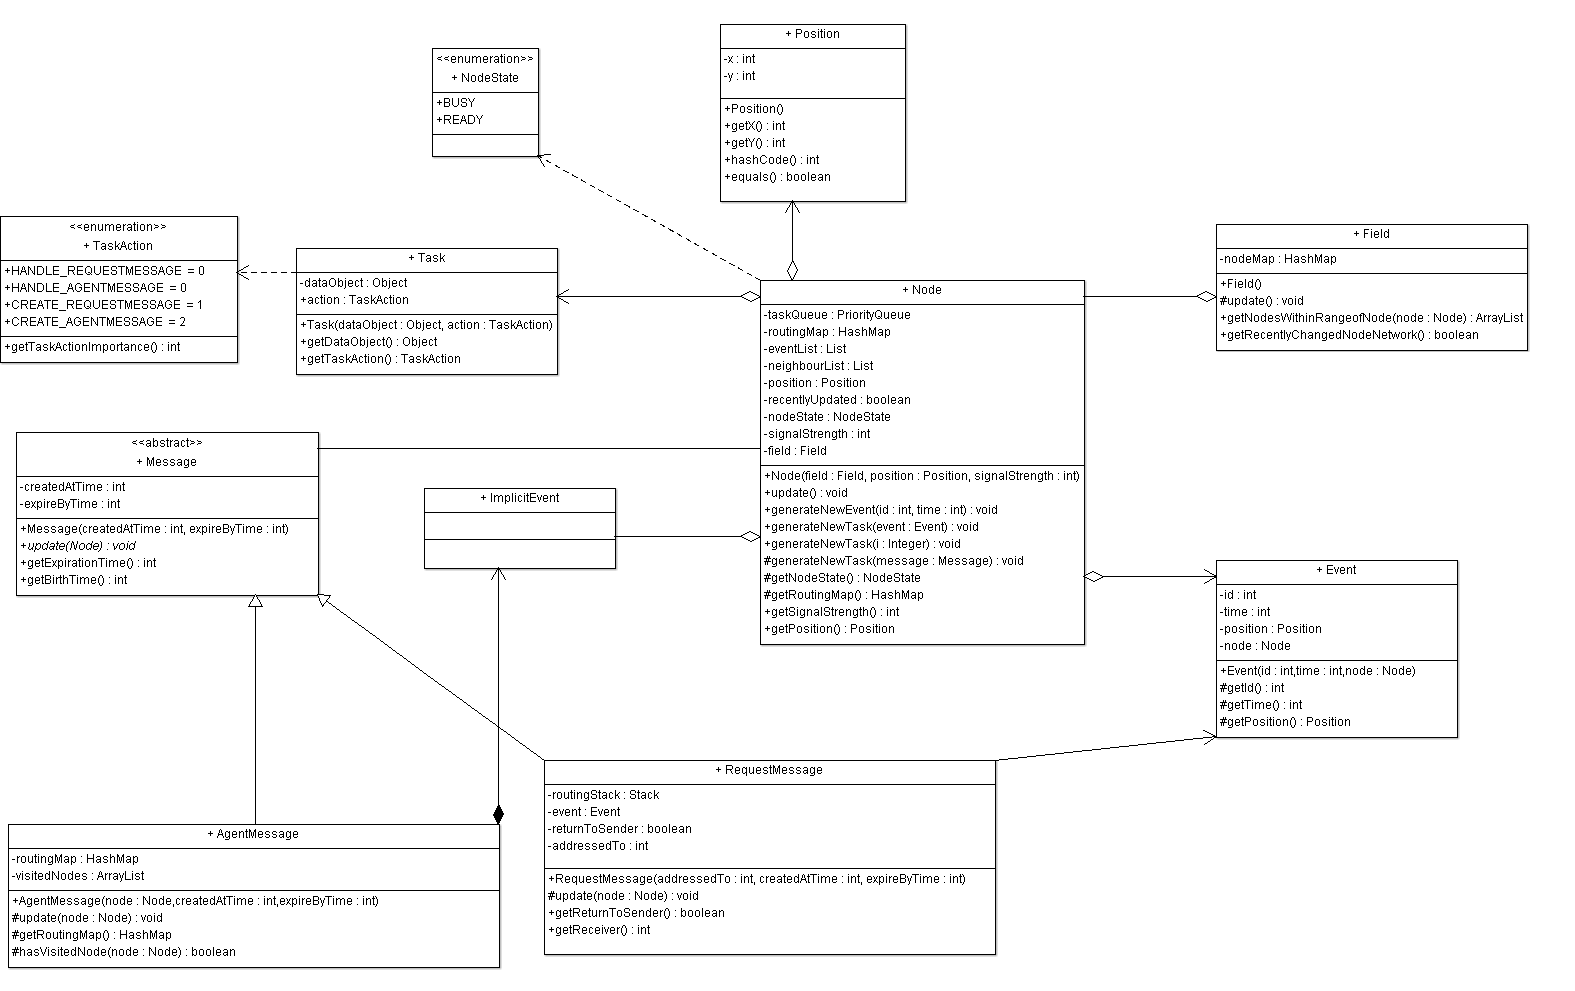 + Position
-x : int
-y : int
+Position()
+getX() : int
+getY() : int
+hashCode() : int
+equals() : boolean
<<enumeration>>
+ NodeState
+BUSY
+READY
<<enumeration>>
+ TaskAction
+HANDLE_REQUESTMESSAGE = 0
+HANDLE_AGENTMESSAGE = 0
+CREATE_REQUESTMESSAGE = 1
+CREATE_AGENTMESSAGE = 2
+getTaskActionImportance() : int
+ Task
-dataObject : Object
+action : TaskAction
+Task(dataObject : Object, action : TaskAction)
+getDataObject() : Object
+getTaskAction() : TaskAction
+ Node
-taskQueue : PriorityQueue
-routingMap : HashMap
-eventList : List
-neighbourList : List
-position : Position
-recentlyUpdated : boolean
-nodeState : NodeState
-signalStrength : int
-field : Field
+Node(field : Field, position : Position, signalStrength : int)
+update() : void
+generateNewEvent(id : int, time : int) : void
+generateNewTask(event : Event) : void
+generateNewTask(i : Integer) : void
#generateNewTask(message : Message) : void
#getNodeState() : NodeState
#getRoutingMap() : HashMap
+getSignalStrength() : int
+getPosition() : Position
+ Field
-nodeMap : HashMap
+Field()
#update() : void
+getNodesWithinRangeofNode(node : Node) : ArrayList
+getRecentlyChangedNodeNetwork() : boolean
<<abstract>>
+ Message
-createdAtTime : int
-expireByTime : int
+Message(createdAtTime : int, expireByTime : int)
+update(Node) : void
+getExpirationTime() : int
+getBirthTime() : int
+ ImplicitEvent
+ Event
-id : int
-time : int
-position : Position
-node : Node
+Event(id : int,time : int,node : Node)
#getId() : int
#getTime() : int
#getPosition() : Position
+ RequestMessage
-routingStack : Stack
-event : Event
-returnToSender : boolean
-addressedTo : int
+RequestMessage(addressedTo : int, createdAtTime : int, expireByTime : int)
#update(node : Node) : void
+getReturnToSender() : boolean
+getReceiver() : int
+ AgentMessage
-routingMap : HashMap
-visitedNodes : ArrayList
+AgentMessage(node : Node,createdAtTime : int,expireByTime : int)
#update(node : Node) : void
#getRoutingMap() : HashMap
#hasVisitedNode(node : Node) : boolean